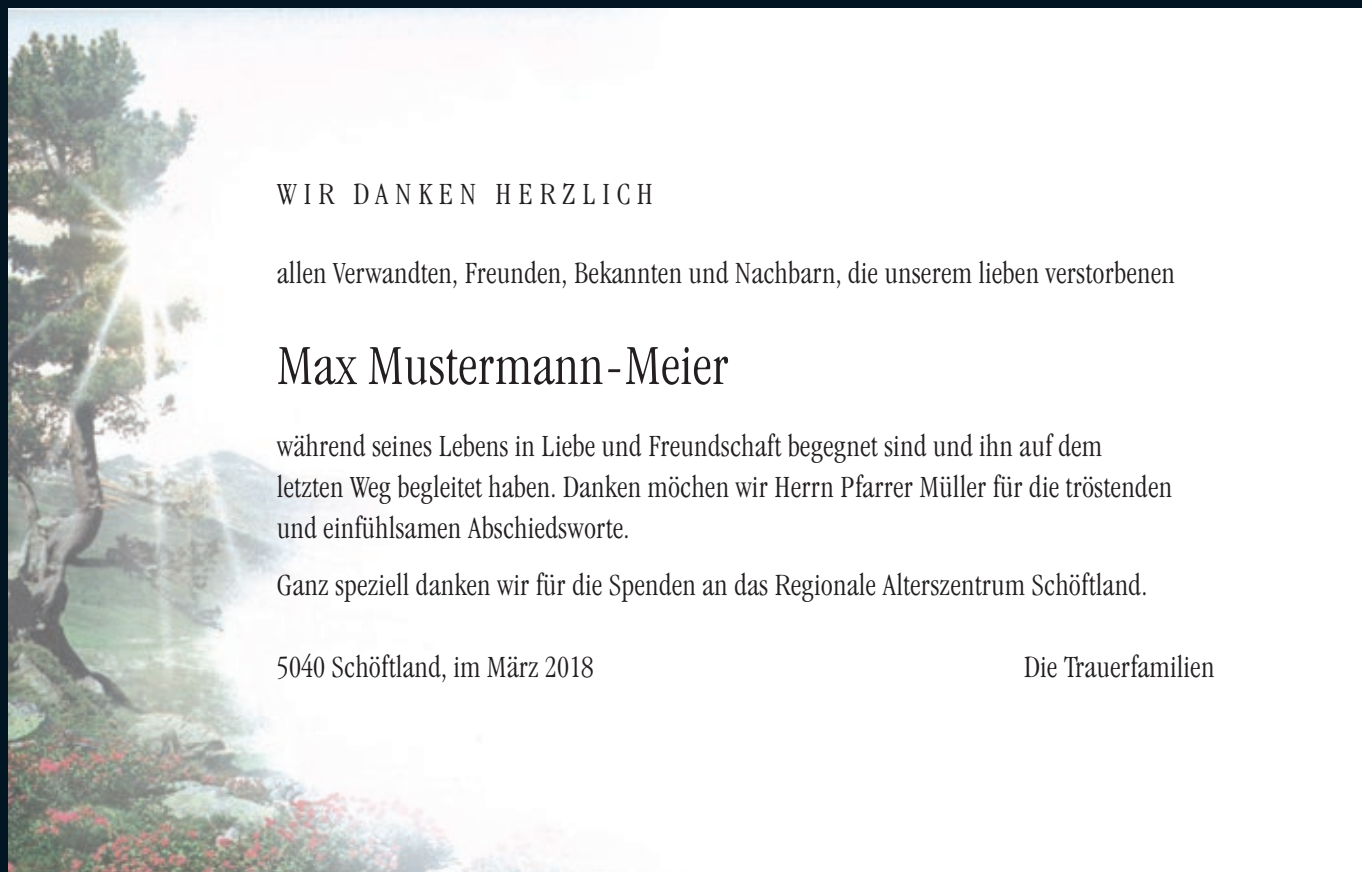 WIR DANKEN HERZLICH
allen Verwandten, Freunden, Bekannten und Nachbarn, die unserem lieben verstorbenen
Max Mustermann-Meier
während seines Lebens in Liebe und Freundschaft begegnet sind und ihn auf dem
letzten Weg begleitet haben. Danken möchen wir Herrn Pfarrer Müller für die tröstenden
und einfühlsamen Abschiedsworte.
Ganz speziell danken wir für die Spenden an das Regionale Alterszentrum Schöftland.
5040 Schöftland, im März 2018 Die Trauerfamilien